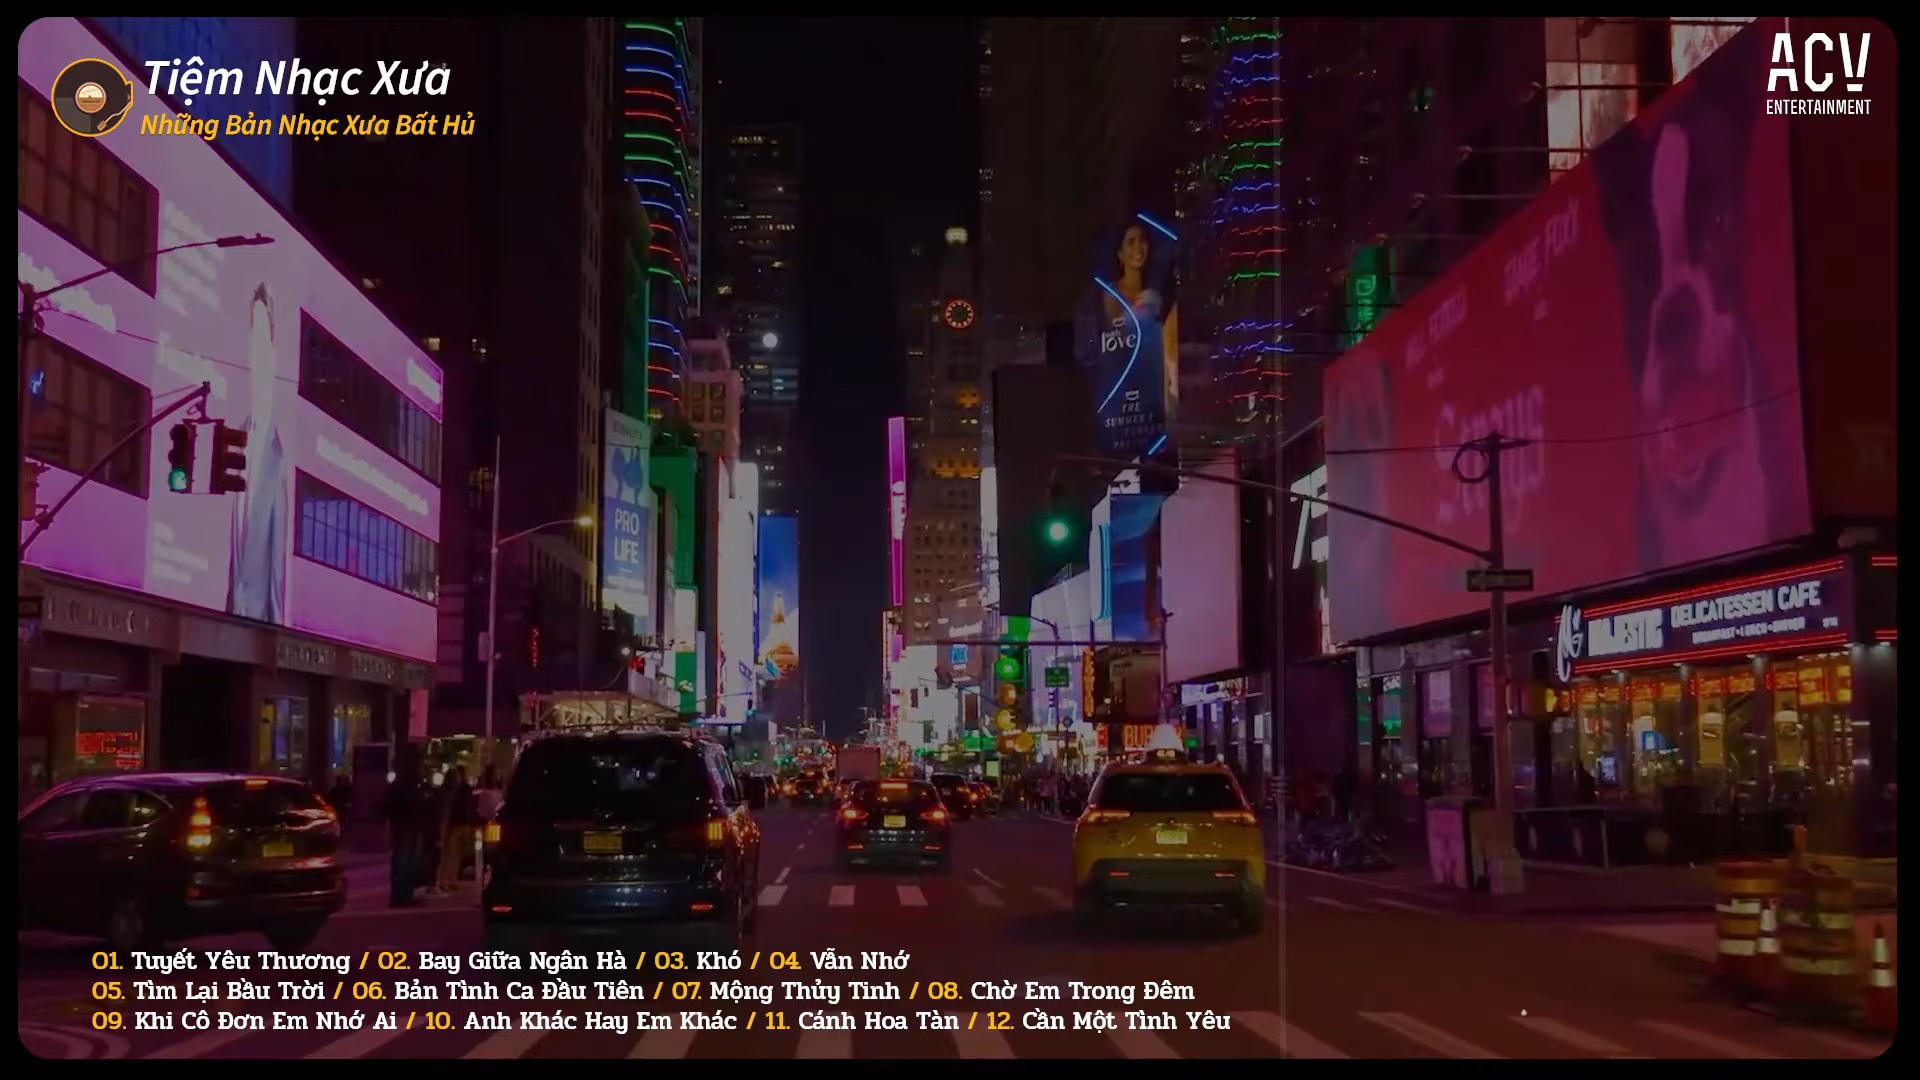 Tiệm Nhạc Xưa
Những Bản Nhạc Xưa Bất Hủ
ACV
ENTERTAINMENT
love
THE
PRO
LIFE
MAJESTIC
DELICATESSEN CAFE
01. Tuyết Yêu Thương / 02. Bay Giữa Ngân Hà / 03. Khó / 04. Vẫn Nhớ
05. Tìm Lại Bầu Trời / 06. Bản Tình Ca Đầu Tiên / 07. Mộng Thủy Tinh / 08. Chờ Em Trong Đêm
09. Khi Cô Đơn Em Nhớ Ai / 10. Anh Khác Hay Em Khác / 11. Cánh Hoa Tàn / 12. Cần Một Tình Yêu